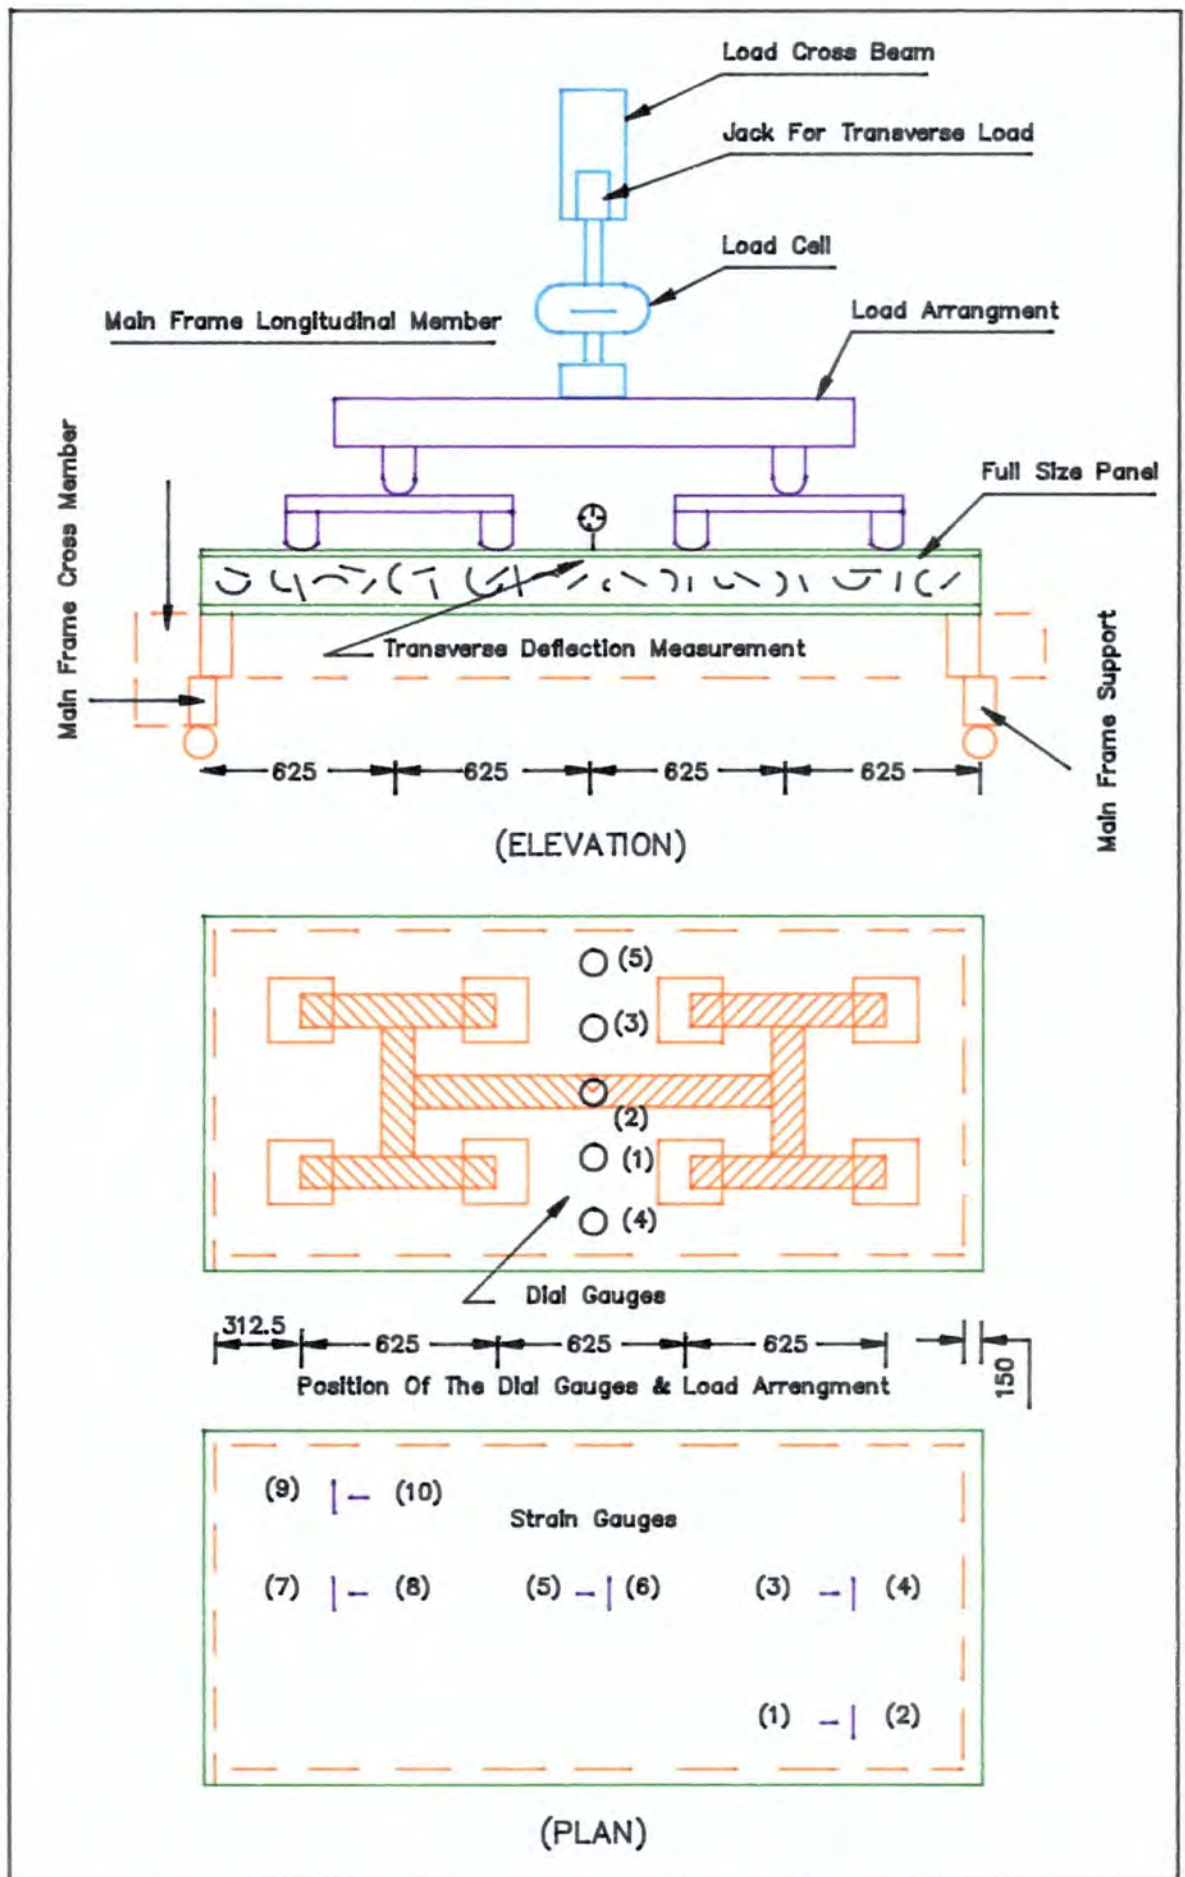 Load Cross Beam
Jack For Transverse Load
Load Cell
Main Frame Longitudinal Member
Load Arrangment
Main Frame Cross Member
Full Size Panel
Transverse Deflection Measurement
Main Frame Support
625 625 625 625
(ELEVATION)
(5)
(3)
(2)
(1)
(4)
Dial Gauges
312.5 625 625 625 150
Position Of The Dial Gauges & Load Arrengment
(9) (10)
Strain Gauges
(7) (8) (5) (6) (3) (4)
(1) (2)
(PLAN)